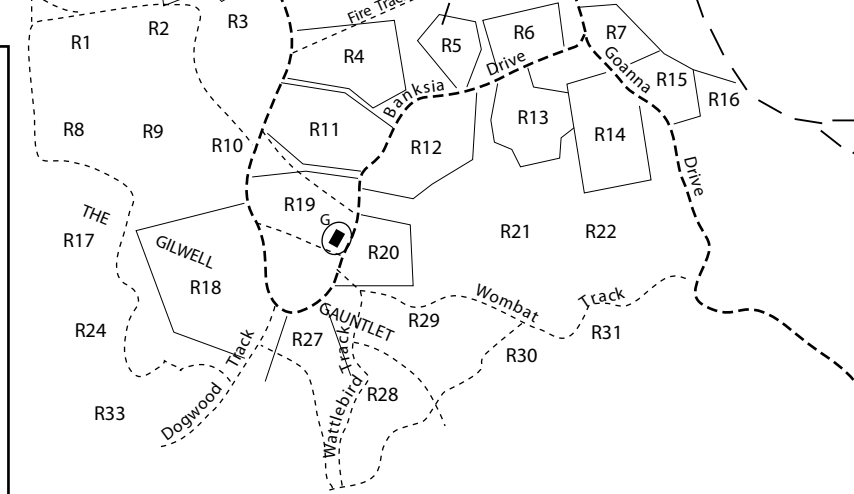 R1
R2
R3
Fire Trac
R4
R5
R6
R7
Drive
Goanna
R15
R16
Banksia
R8
R9
R10
R11
R12
R13
R14
Drive
THE
R17
GILWELL
R18
R19
G
R20
R21
R22
R24
Track
R27
GAUNTLET
Track
R29
Wombat
Track
R31
R30
Dogwood
R33
Wattlebird
R28